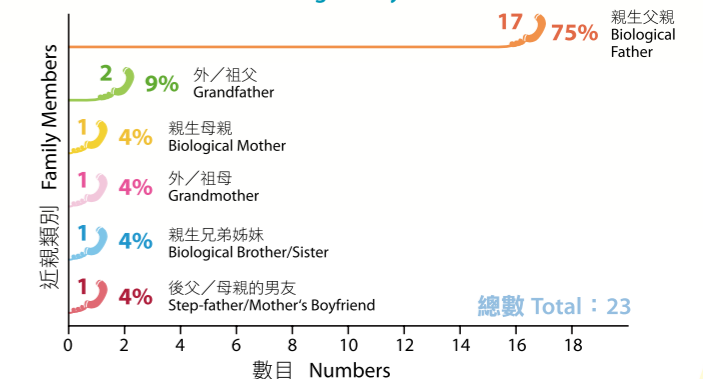 17
75%
親生父親
Biological
Father
2
9%
外／祖父
Grandfather
1
4%
親生母親
Biological Mother
1
4%
外／祖母
Grandmother
1
4%
親生兄弟姊妹
Biological Brother/Sister
1
4%
後父／母親的男友
Step-father/Mother's Boyfriend
總數 Total：23
近親類別 Family Members
0 2 4 6 8 10 12 14 16 18
數目 Numbers